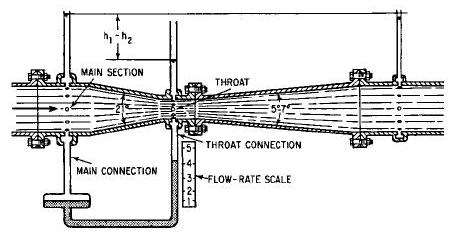 h₁-h₂
MAIN SECTION
THROAT
2 1°
5°7°
THROAT CONNECTION
MAIN CONNECTION
5
4
3
2
1
FLOW-RATE SCALE